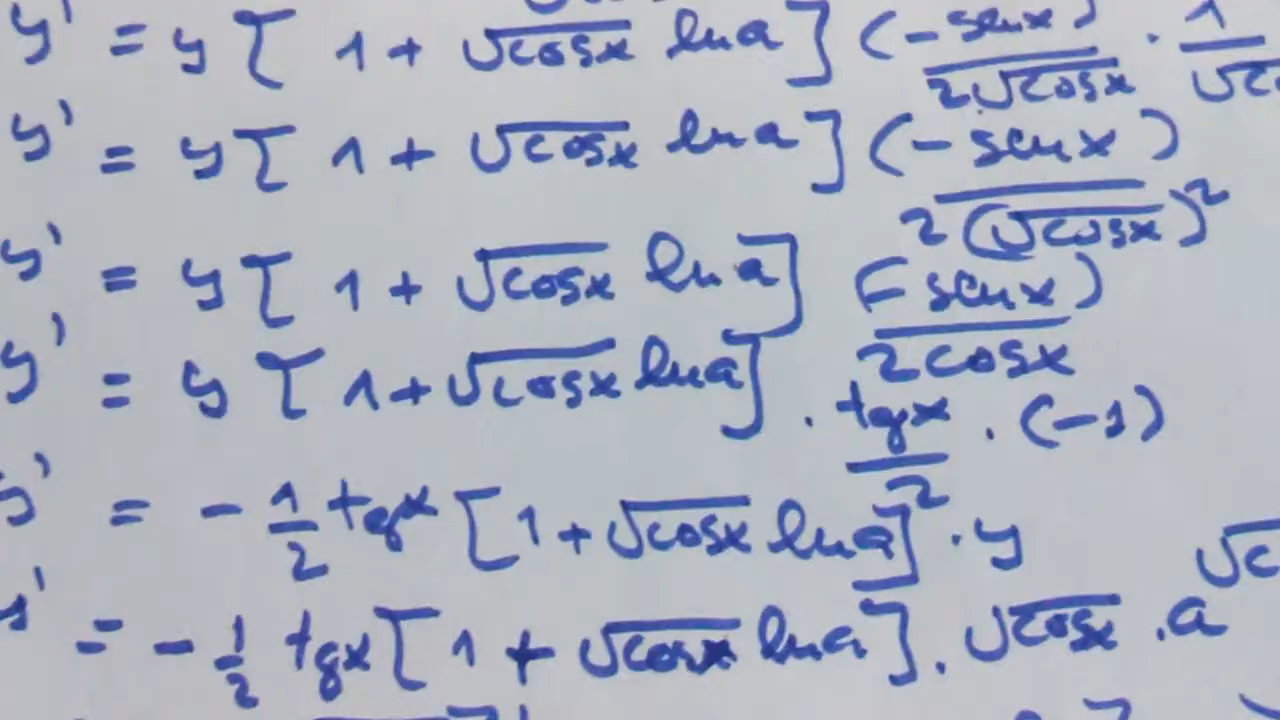 y' = y [ 1 + √cosx lna ] (-senx) / 2√cosx · 1 /
y' = y [ 1 + √cosx lna ] (-senx) / 2(√cosx)²
y' = y [ 1 + √cosx lna ] (-senx) / 2cosx
y' = y [ 1 + √cosx lna ] · tgx / 2 · (-1)
y' = - 1/2 tgx [ 1 + √cosx lna ] · y
y' = - 1/2 tgx [ 1 + √cosx lna ] · √cosx · a